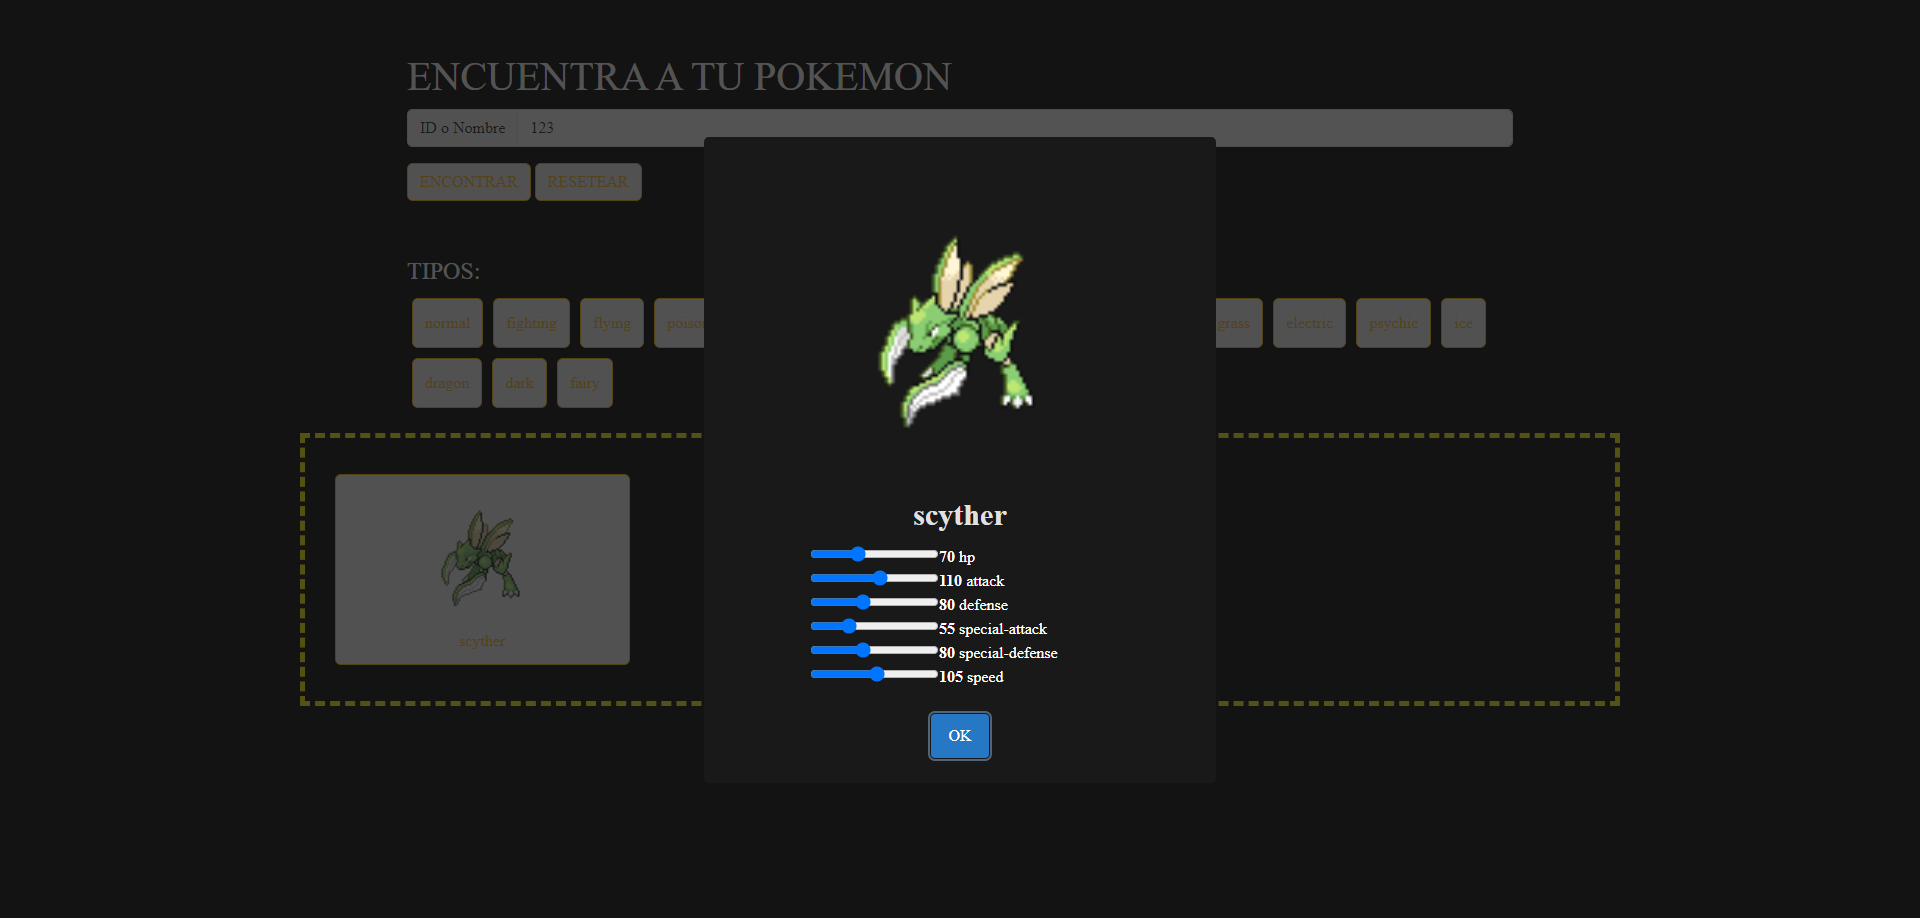 ENCUENTRA A TU POKEMON
ID o Nombre 123
ENCONTRAR RESETEAR
TIPOS:
normal fighting flying grass electric psychic ice
dragon dark fairy
scyther
scyther
70 hp
110 attack
80 defense
55 special-attack
80 special-defense
105 speed
OK